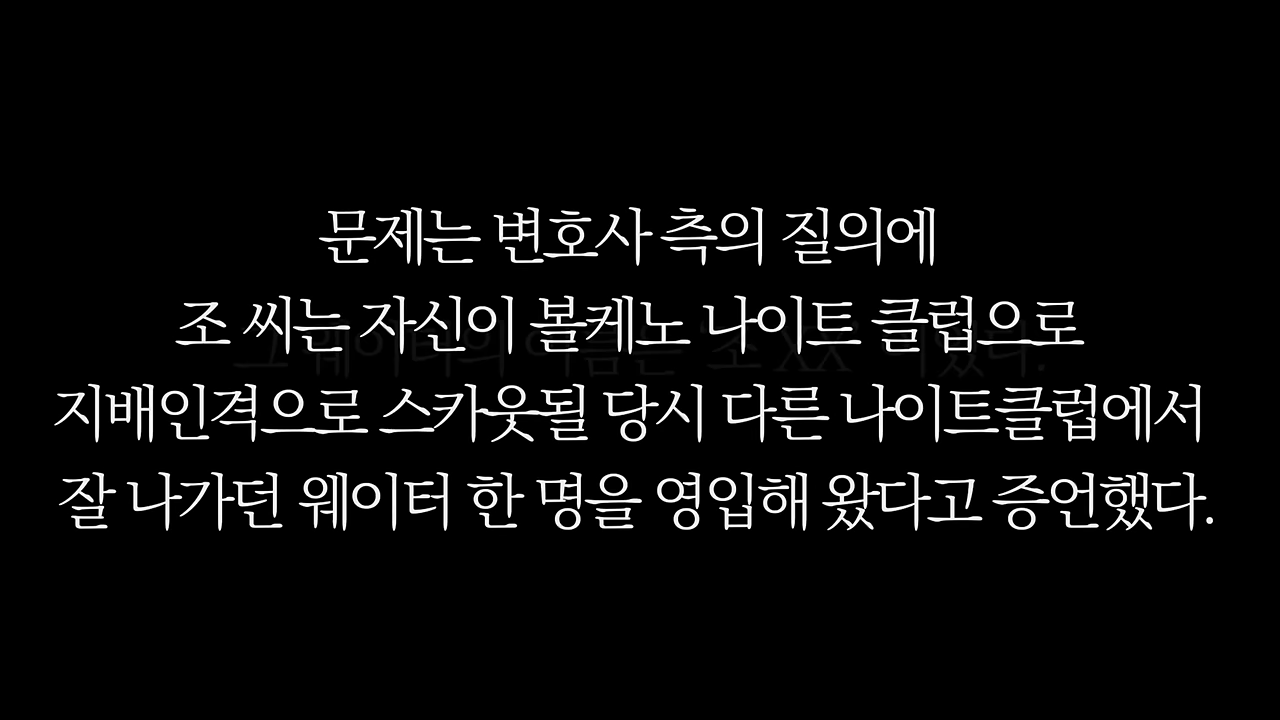 문제는 변호사 측의 질의에
조 씨는 자신이 볼케노 나이트 클럽으로
지배인격으로 스카웃될 당시 다른 나이트클럽에서
잘 나가던 웨이터 한 명을 영입해 왔다고 증언했다.